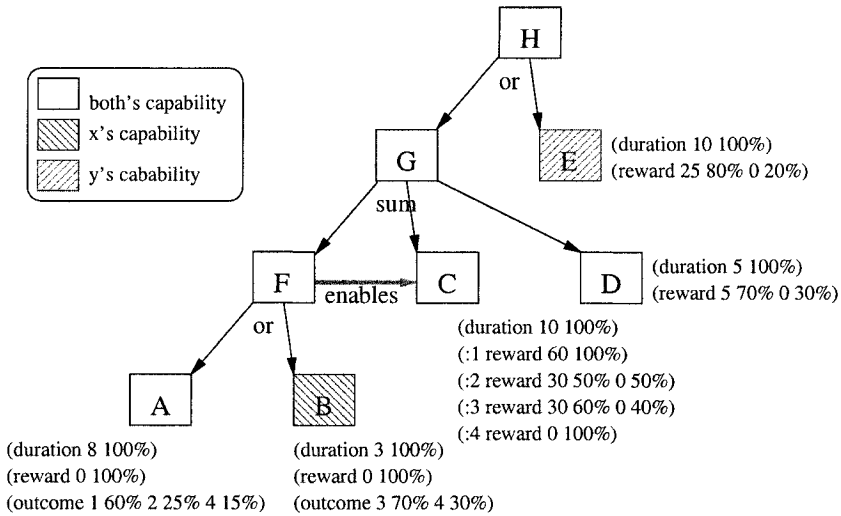 H
or
both's capability
x's capability
y's cabability
G
E
(duration 10 100%)
(reward 25 80% 0 20%)
sum
F
enables
C
D
(duration 5 100%)
(reward 5 70% 0 30%)
or
(duration 10 100%)
(:1 reward 60 100%)
(:2 reward 30 50% 0 50%)
(:3 reward 30 60% 0 40%)
(:4 reward 0 100%)
A
B
(duration 8 100%)
(reward 0 100%)
(outcome 1 60% 2 25% 4 15%)
(duration 3 100%)
(reward 0 100%)
(outcome 3 70% 4 30%)